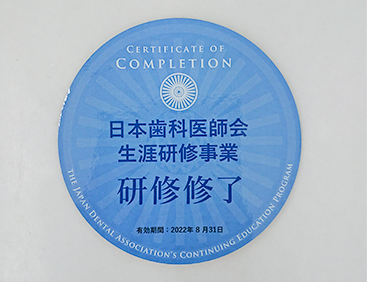 CERTIFICATE OF
COMPLETION
日本歯科医師会
生涯研修事業
研修修了
有効期間：2022年8月31日
THE JAPAN DENTAL ASSOCIATION'S CONTINUING EDUCATION PROGRAM